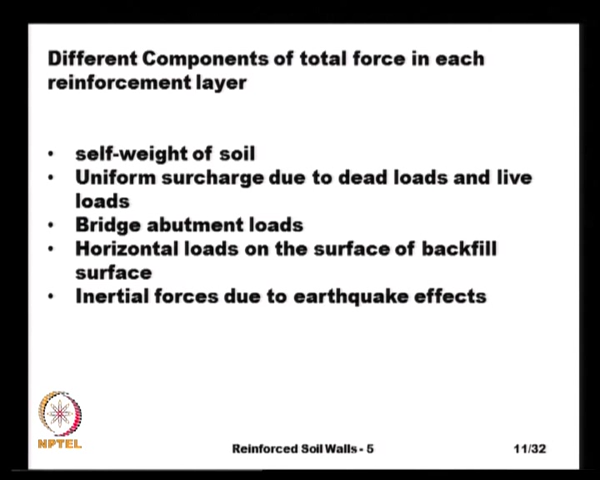 Different Components of total force in each
reinforcement layer
• self-weight of soil
• Uniform surcharge due to dead loads and live
loads
• Bridge abutment loads
• Horizontal loads on the surface of backfill
surface
• Inertial forces due to earthquake effects
NPTEL
Reinforced Soil Walls - 5
11/32